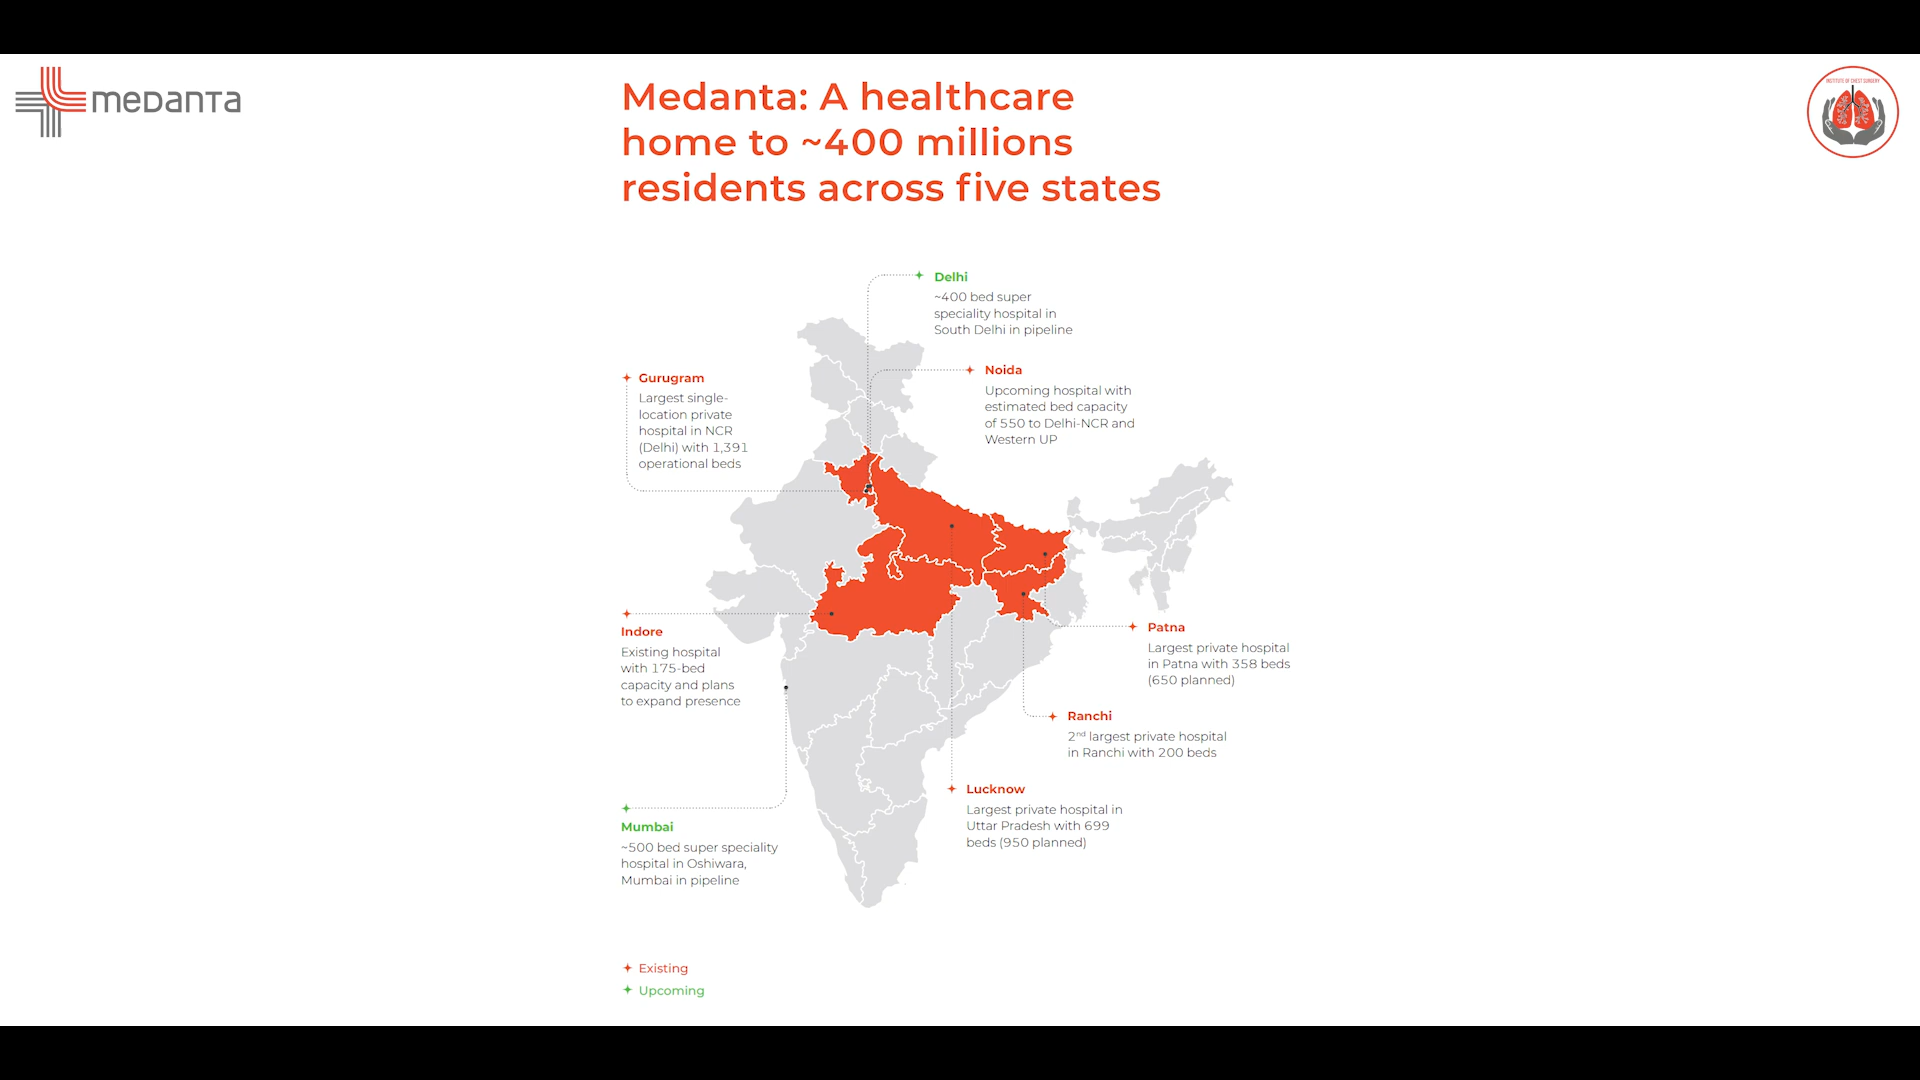 medanta
INSTITUTE OF CHEST SURGERY
Medanta: A healthcare
home to ~400 millions
residents across five states
Delhi
~400 bed super
speciality hospital in
South Delhi in pipeline
Gurugram
Largest single-
location private
hospital in NCR
(Delhi) with 1,391
operational beds
Noida
Upcoming hospital with
estimated bed capacity
of 550 to Delhi-NCR and
Western UP
Indore
Existing hospital
with 175-bed
capacity and plans
to expand presence
Patna
Largest private hospital
in Patna with 358 beds
(650 planned)
Ranchi
2nd largest private hospital
in Ranchi with 200 beds
Lucknow
Largest private hospital in
Uttar Pradesh with 699
beds (950 planned)
Mumbai
~500 bed super speciality
hospital in Oshiwara,
Mumbai in pipeline
Existing
Upcoming